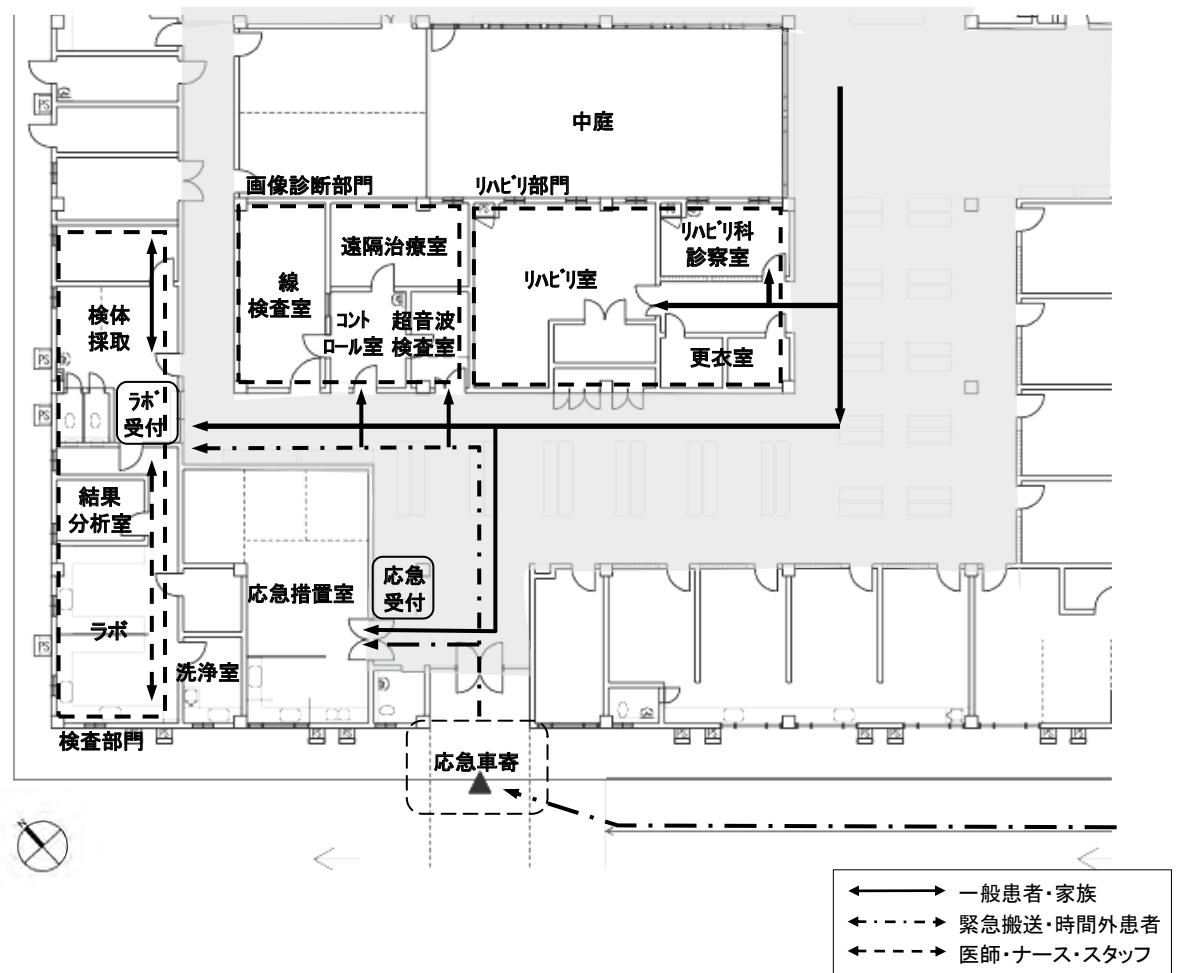 中庭
画像診断部門
リハビリ部門
遠隔治療室
線
検査室
コント
ロール室
超音波
検査室
リハビリ室
リハビリ科
診察室
更衣室
検体
採取
ラボ
受付
結果
分析室
ラボ
検査部門
洗浄室
応急措置室
応急
受付
応急車寄
PS
PS
PS
PS
N
一般患者・家族
緊急搬送・時間外患者
医師・ナース・スタッフ